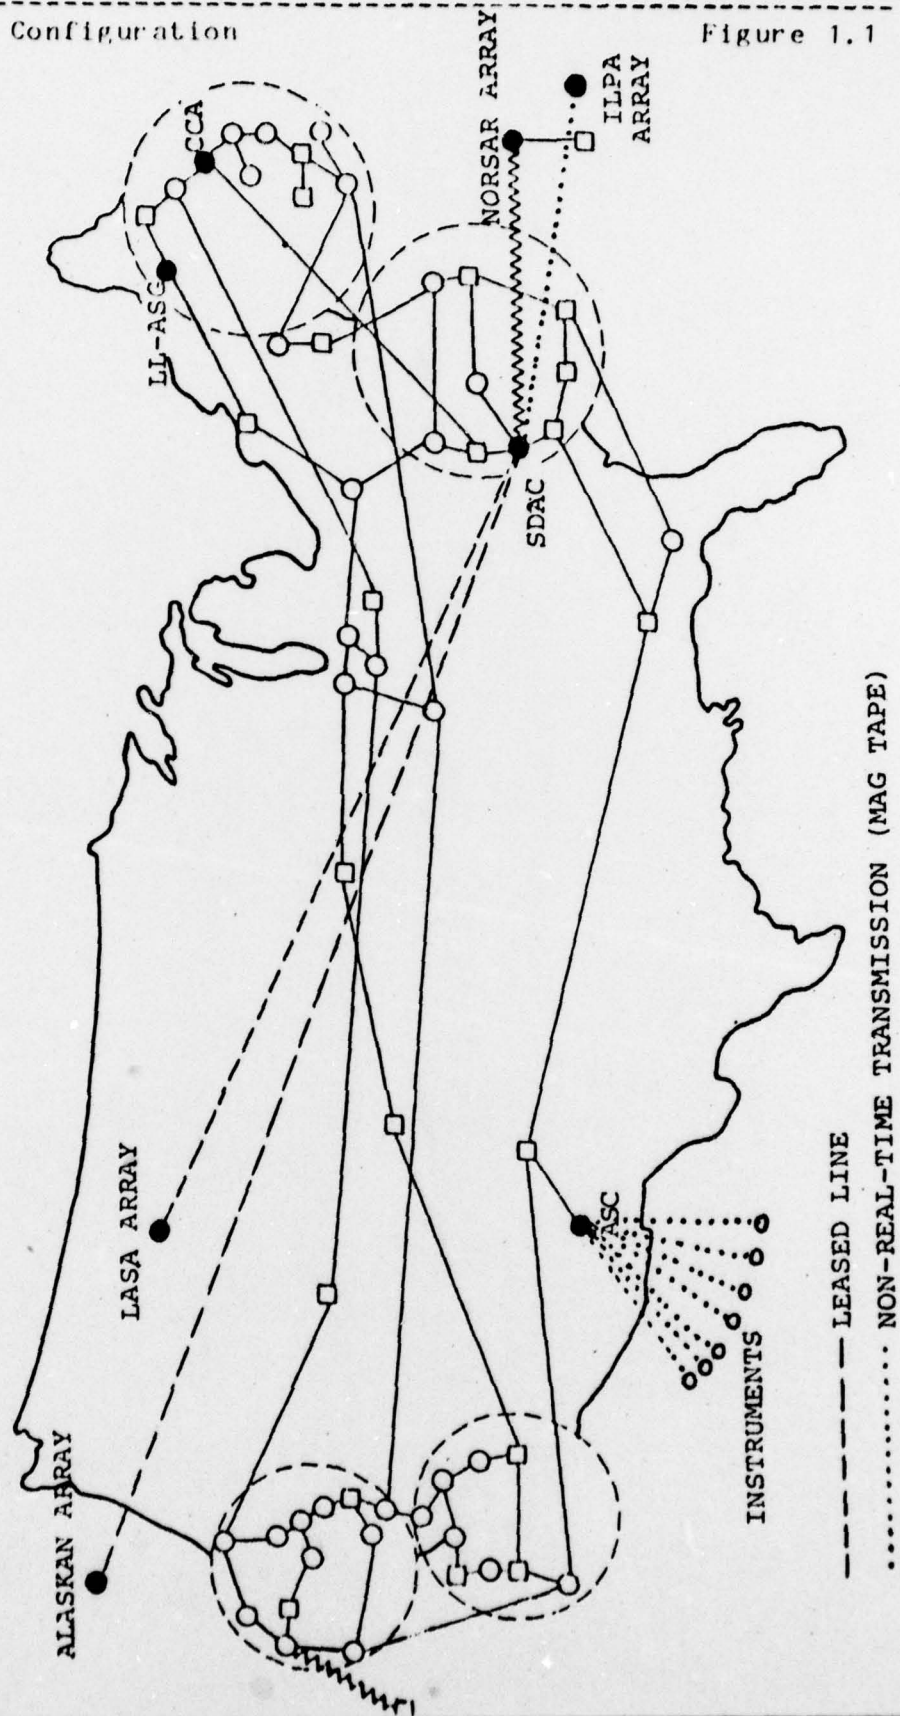 Configuration Figure 1.1
CCA
NORSAR ARRAY
ILPA
ARRAY
LL-ASG
SDAC
LASA ARRAY
ALASKAN ARRAY
ASC
INSTRUMENTS
LEASED LINE
NON-REAL-TIME TRANSMISSION (MAG TAPE)